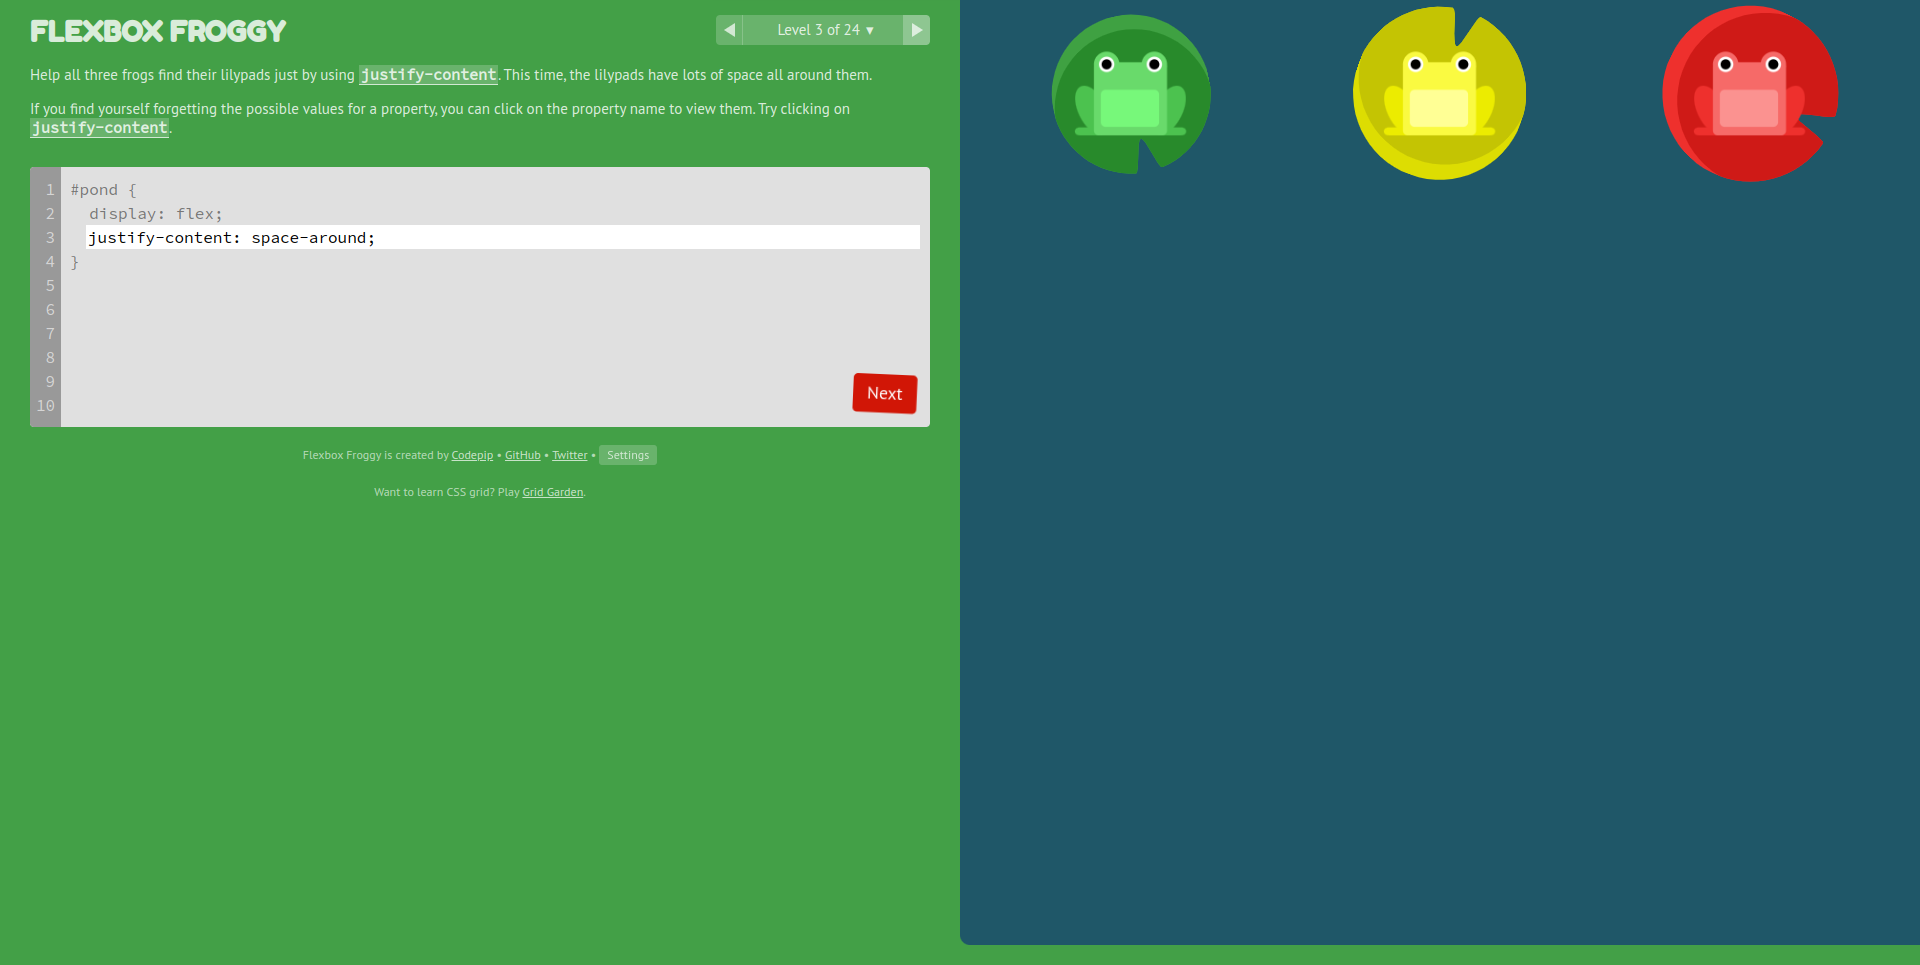 FLEXBOX FROGGY
◀ Level 3 of 24 ▾ ▶
Help all three frogs find their lilypads just by using justify-content. This time, the lilypads have lots of space all around them.
If you find yourself forgetting the possible values for a property, you can click on the property name to view them. Try clicking on
justify-content.
1 #pond {
2 display: flex;
3 justify-content: space-around;
4 }
5
6
7
8
9
10
Next
Flexbox Froggy is created by Codepip • GitHub • Twitter • Settings
Want to learn CSS grid? Play Grid Garden.